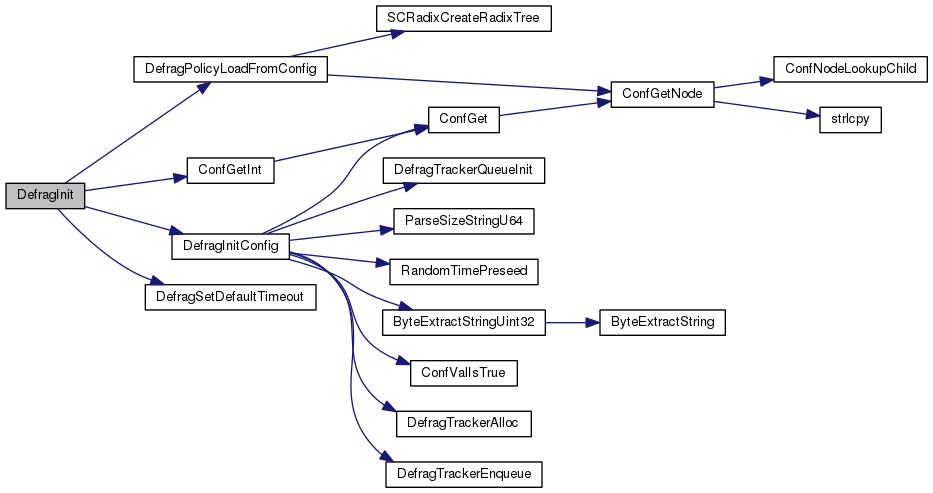 SCRadixCreateRadixTree
DefragPolicyLoadFromConfig
ConfNodeLookupChild
ConfGetNode
ConfGet
strlcpy
ConfGetInt
DefragTrackerQueueInit
DefragInit
ParseSizeStringU64
DefragInitConfig
RandomTimePreseed
DefragSetDefaultTimeout
ByteExtractStringUint32
ByteExtractString
ConfValIsTrue
DefragTrackerAlloc
DefragTrackerEnqueue